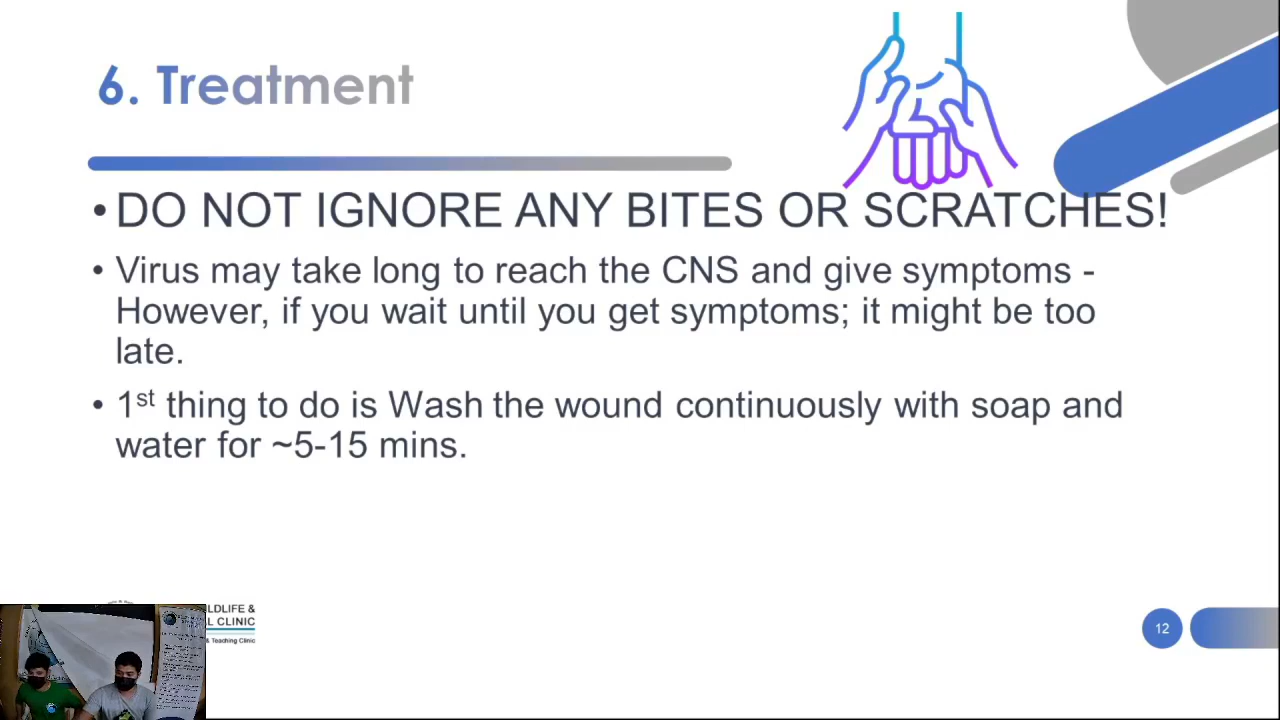 6. Treatment
•DO NOT IGNORE ANY BITES OR SCRATCHES!
• Virus may take long to reach the CNS and give symptoms -
However, if you wait until you get symptoms; it might be too
late.
• 1st thing to do is Wash the wound continuously with soap and
water for ~5-15 mins.
LDLIFE &
L CLINIC
& Teaching Clinic
12